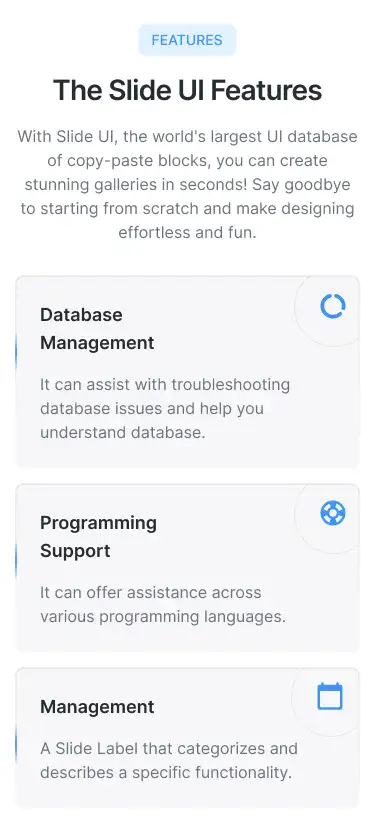 FEATURES
The Slide UI Features
With Slide UI, the world's largest UI database
of copy-paste blocks, you can create
stunning galleries in seconds! Say goodbye
to starting from scratch and make designing
effortless and fun.
Database
Management
It can assist with troubleshooting
database issues and help you
understand database.
Programming
Support
It can offer assistance across
various programming languages.
Management
A Slide Label that categorizes and
describes a specific functionality.